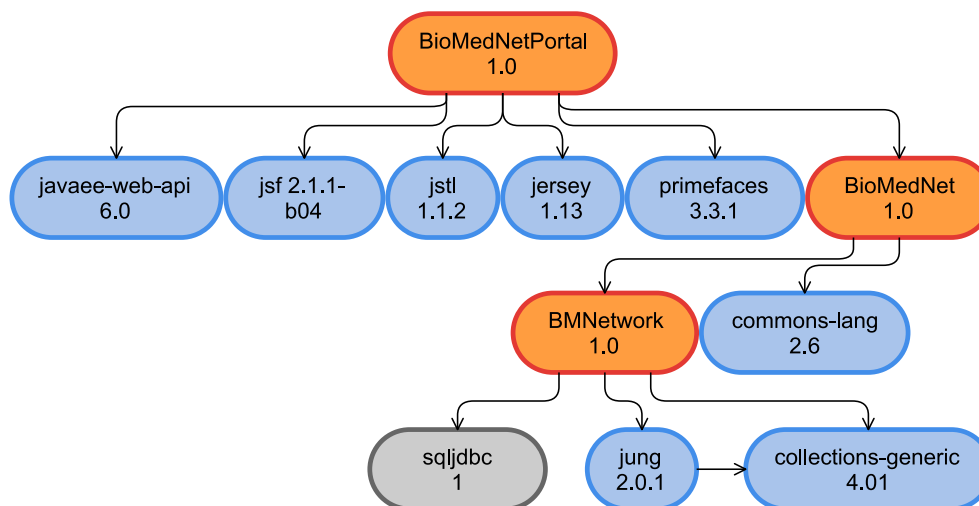 BioMedNetPortal
1.0
javaee-web-api
6.0
jsf 2.1.1-
b04
jstl
1.1.2
jersey
1.13
primefaces
3.3.1
BioMedNet
1.0
BMNetwork
1.0
commons-lang
2.6
sqljdbc
1
jung
2.0.1
collections-generic
4.01